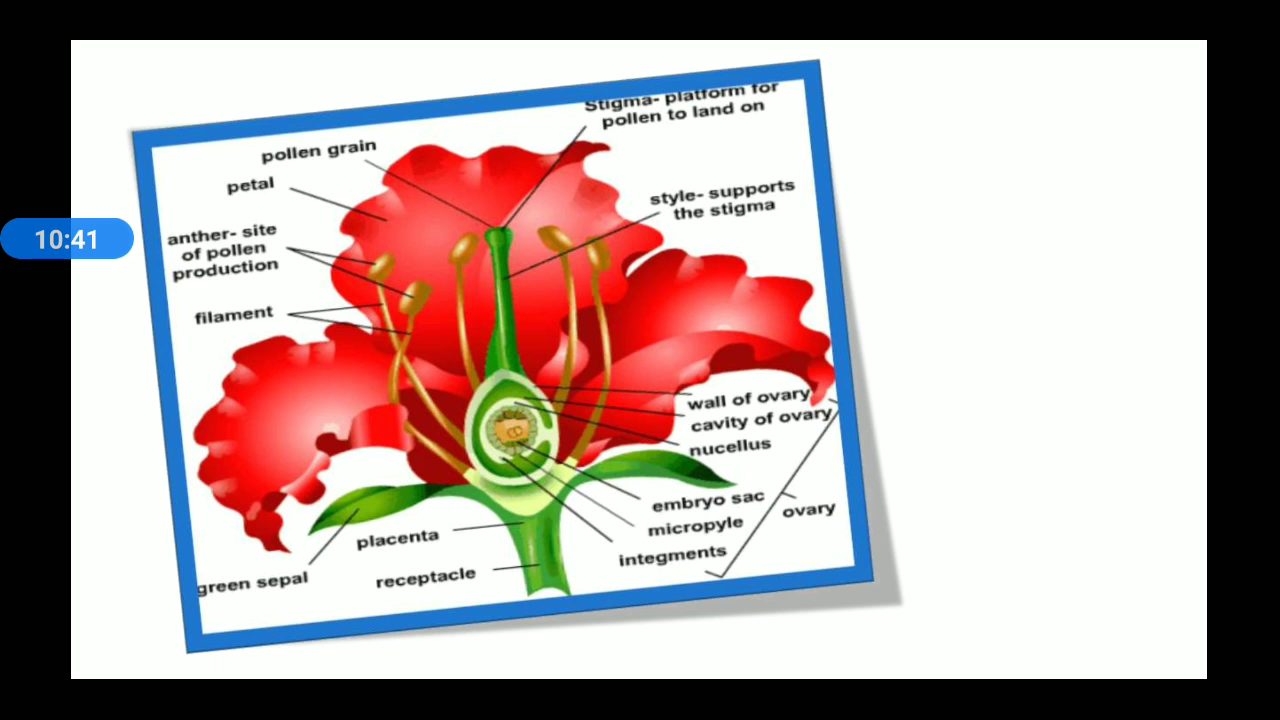 Stigma- platform for
pollen to land on
pollen grain
petal
style- supports
the stigma
anther- site
of pollen
production
10:41
filament
wall of ovary
cavity of ovary
nucellus
embryo sac
micropyle
ovary
integments
placenta
receptacle
green sepal